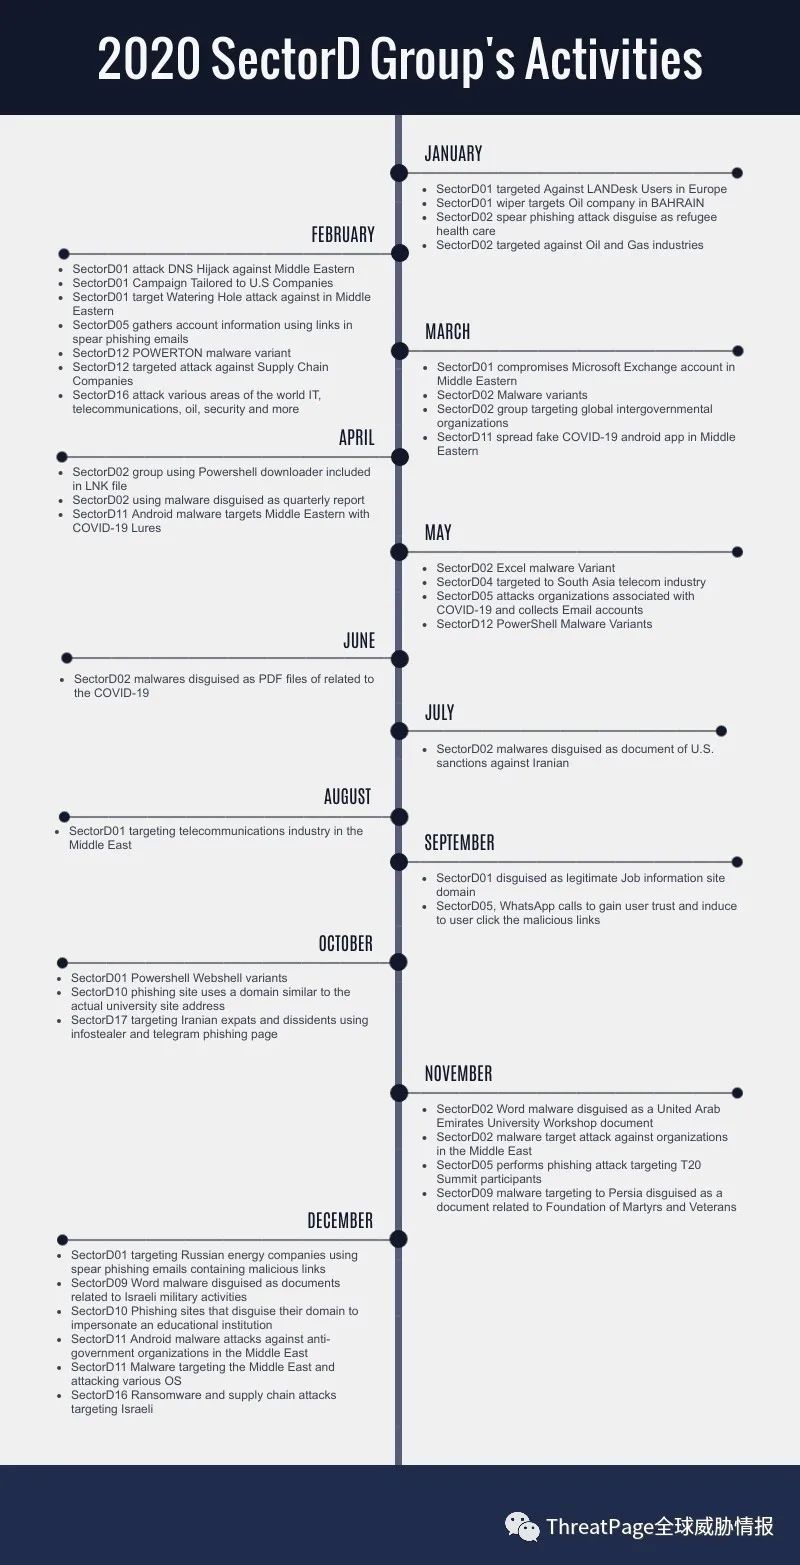 2020 SectorD Group's Activities
JANUARY
• SectorD01 targeted Against LANDesk Users in Europe
• SectorD01 wiper targets Oil company in BAHRAIN
• SectorD02 spear phishing attack disguise as refugee
health care
• SectorD02 targeted against Oil and Gas industries
FEBRUARY
• SectorD01 attack DNS Hijack against Middle Eastern
• SectorD01 Campaign Tailored to U.S Companies
• SectorD01 target Watering Hole attack against in Middle
Eastern
• SectorD05 gathers account information using links in
spear phishing emails
• SectorD12 POWERTON malware variant
• SectorD12 targeted attack against Supply Chain
Companies
• SectorD16 attack various areas of the world IT,
telecommunications, oil, security and more
MARCH
• SectorD01 compromises Microsoft Exchange account in
Middle Eastern
• SectorD02 Malware variants
• SectorD02 group targeting global intergovernmental
organizations
• SectorD11 spread fake COVID-19 android app in Middle
Eastern
APRIL
• SectorD02 group using Powershell downloader included
in LNK file
• SectorD02 using malware disguised as quarterly report
• SectorD11 Android malware targets Middle Eastern with
COVID-19 Lures
MAY
• SectorD02 Excel malware Variant
• SectorD04 targeted to South Asia telecom industry
• SectorD05 attacks organizations associated with
COVID-19 and collects Email accounts
• SectorD12 PowerShell Malware Variants
JUNE
• SectorD02 malwares disguised as PDF files of related to
the COVID-19
JULY
• SectorD02 malwares disguised as document of U.S.
sanctions against Iranian
AUGUST
• SectorD01 targeting telecommunications industry in the
Middle East
SEPTEMBER
• SectorD01 disguised as legitimate Job information site
domain
• SectorD05, WhatsApp calls to gain user trust and induce
to user click the malicious links
OCTOBER
• SectorD01 Powershell Webshell variants
• SectorD10 phishing site uses a domain similar to the
actual university site address
• SectorD17 targeting Iranian expats and dissidents using
infostealer and telegram phishing page
NOVEMBER
• SectorD02 Word malware disguised as a United Arab
Emirates University Workshop document
• SectorD02 malware target attack against organizations
in the Middle East
• SectorD05 performs phishing attack targeting T20
Summit participants
• SectorD09 malware targeting to Persia disguised as a
document related to Foundation of Martyrs and Veterans
DECEMBER
• SectorD01 targeting Russian energy companies using
spear phishing emails containing malicious links
• SectorD09 Word malware disguised as documents
related to Israeli military activities
• SectorD10 Phishing sites that disguise their domain to
impersonate an educational institution
• SectorD11 Android malware attacks against anti-
government organizations in the Middle East
• SectorD11 Malware targeting the Middle East and
attacking various OS
• SectorD16 Ransomware and supply chain attacks
targeting Israeli
ThreatPage全球威胁情报